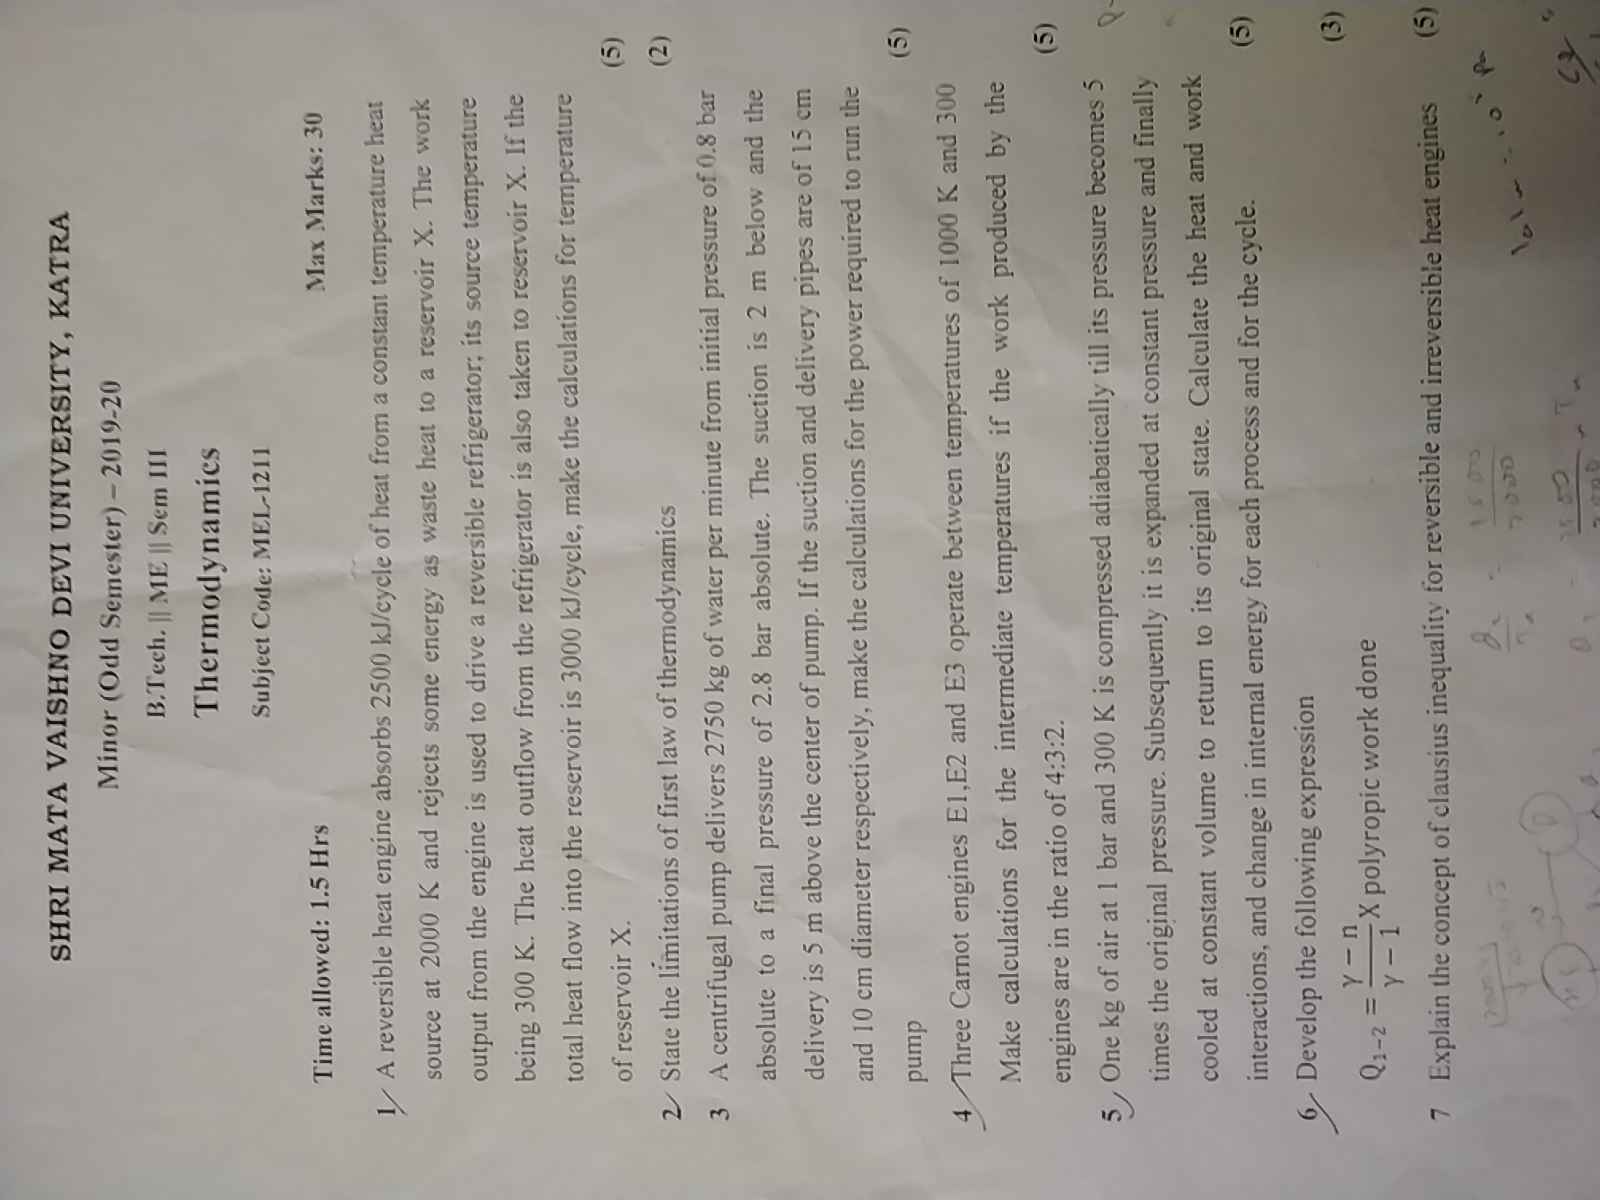 SHRI MATA VAISHNO DEVI UNIVERSITY, KATRA
Minor (Odd Semester) – 2019-20
B.Tech. || ME || Sem III
Thermodynamics
Subject Code: MEL-1211
Time allowed: 1.5 Hrs Max Marks: 30
1 A reversible heat engine absorbs 2500 kJ/cycle of heat from a constant temperature heat
source at 2000 K and rejects some energy as waste heat to a reservoir X. The work
output from the engine is used to drive a reversible refrigerator; its source temperature
being 300 K. The heat outflow from the refrigerator is also taken to reservoir X. If the
total heat flow into the reservoir is 3000 kJ/cycle, make the calculations for temperature
of reservoir X. (5)
2 State the limitations of first law of thermodynamics (2)
3 A centrifugal pump delivers 2750 kg of water per minute from initial pressure of 0.8 bar
absolute to a final pressure of 2.8 bar absolute. The suction is 2 m below and the
delivery is 5 m above the center of pump. If the suction and delivery pipes are of 15 cm
and 10 cm diameter respectively, make the calculations for the power required to run the
pump (5)
4 Three Carnot engines E1,E2 and E3 operate between temperatures of 1000 K and 300
Make calculations for the intermediate temperatures if the work produced by the
engines are in the ratio of 4:3:2. (5)
5 One kg of air at 1 bar and 300 K is compressed adiabatically till its pressure becomes 5
times the original pressure. Subsequently it is expanded at constant pressure and finally
cooled at constant volume to return to its original state. Calculate the heat and work
interactions, and change in internal energy for each process and for the cycle. (5)
6 Develop the following expression (3)
Q₁₋₂ = γ − n / γ − 1 X polyropic work done
7 Explain the concept of clausius inequality for reversible and irreversible heat engines (5)